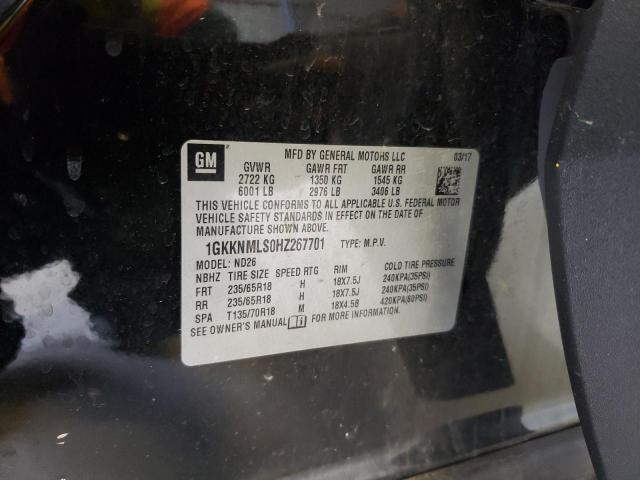 GM
MFD BY GENERAL MOTORS LLC 03/17
GVWR GAWR FRT GAWR RR
2722 KG 1350 KG 1545 KG
6001 LB 2976 LB 3406 LB
THIS VEHICLE CONFORMS TO ALL APPLICABLE U.S. FEDERAL MOTOR
VEHICLE SAFETY STANDARDS IN EFFECT ON THE DATE OF
MANUFACTURE SHOWN ABOVE.
1GKKNMLS0HZ267701 TYPE: M.P.V.
MODEL: ND26
NBHZ TIRE SIZE SPEED RTG RIM COLD TIRE PRESSURE
FRT 235/65R18 H 18X7.5J 240KPA(35PSI)
RR 235/65R18 H 18X7.5J 240KPA(35PSI)
SPA T135/70R18 M 18X4.5B 420KPA(60PSI)
SEE OWNER'S MANUAL FOR MORE INFORMATION.